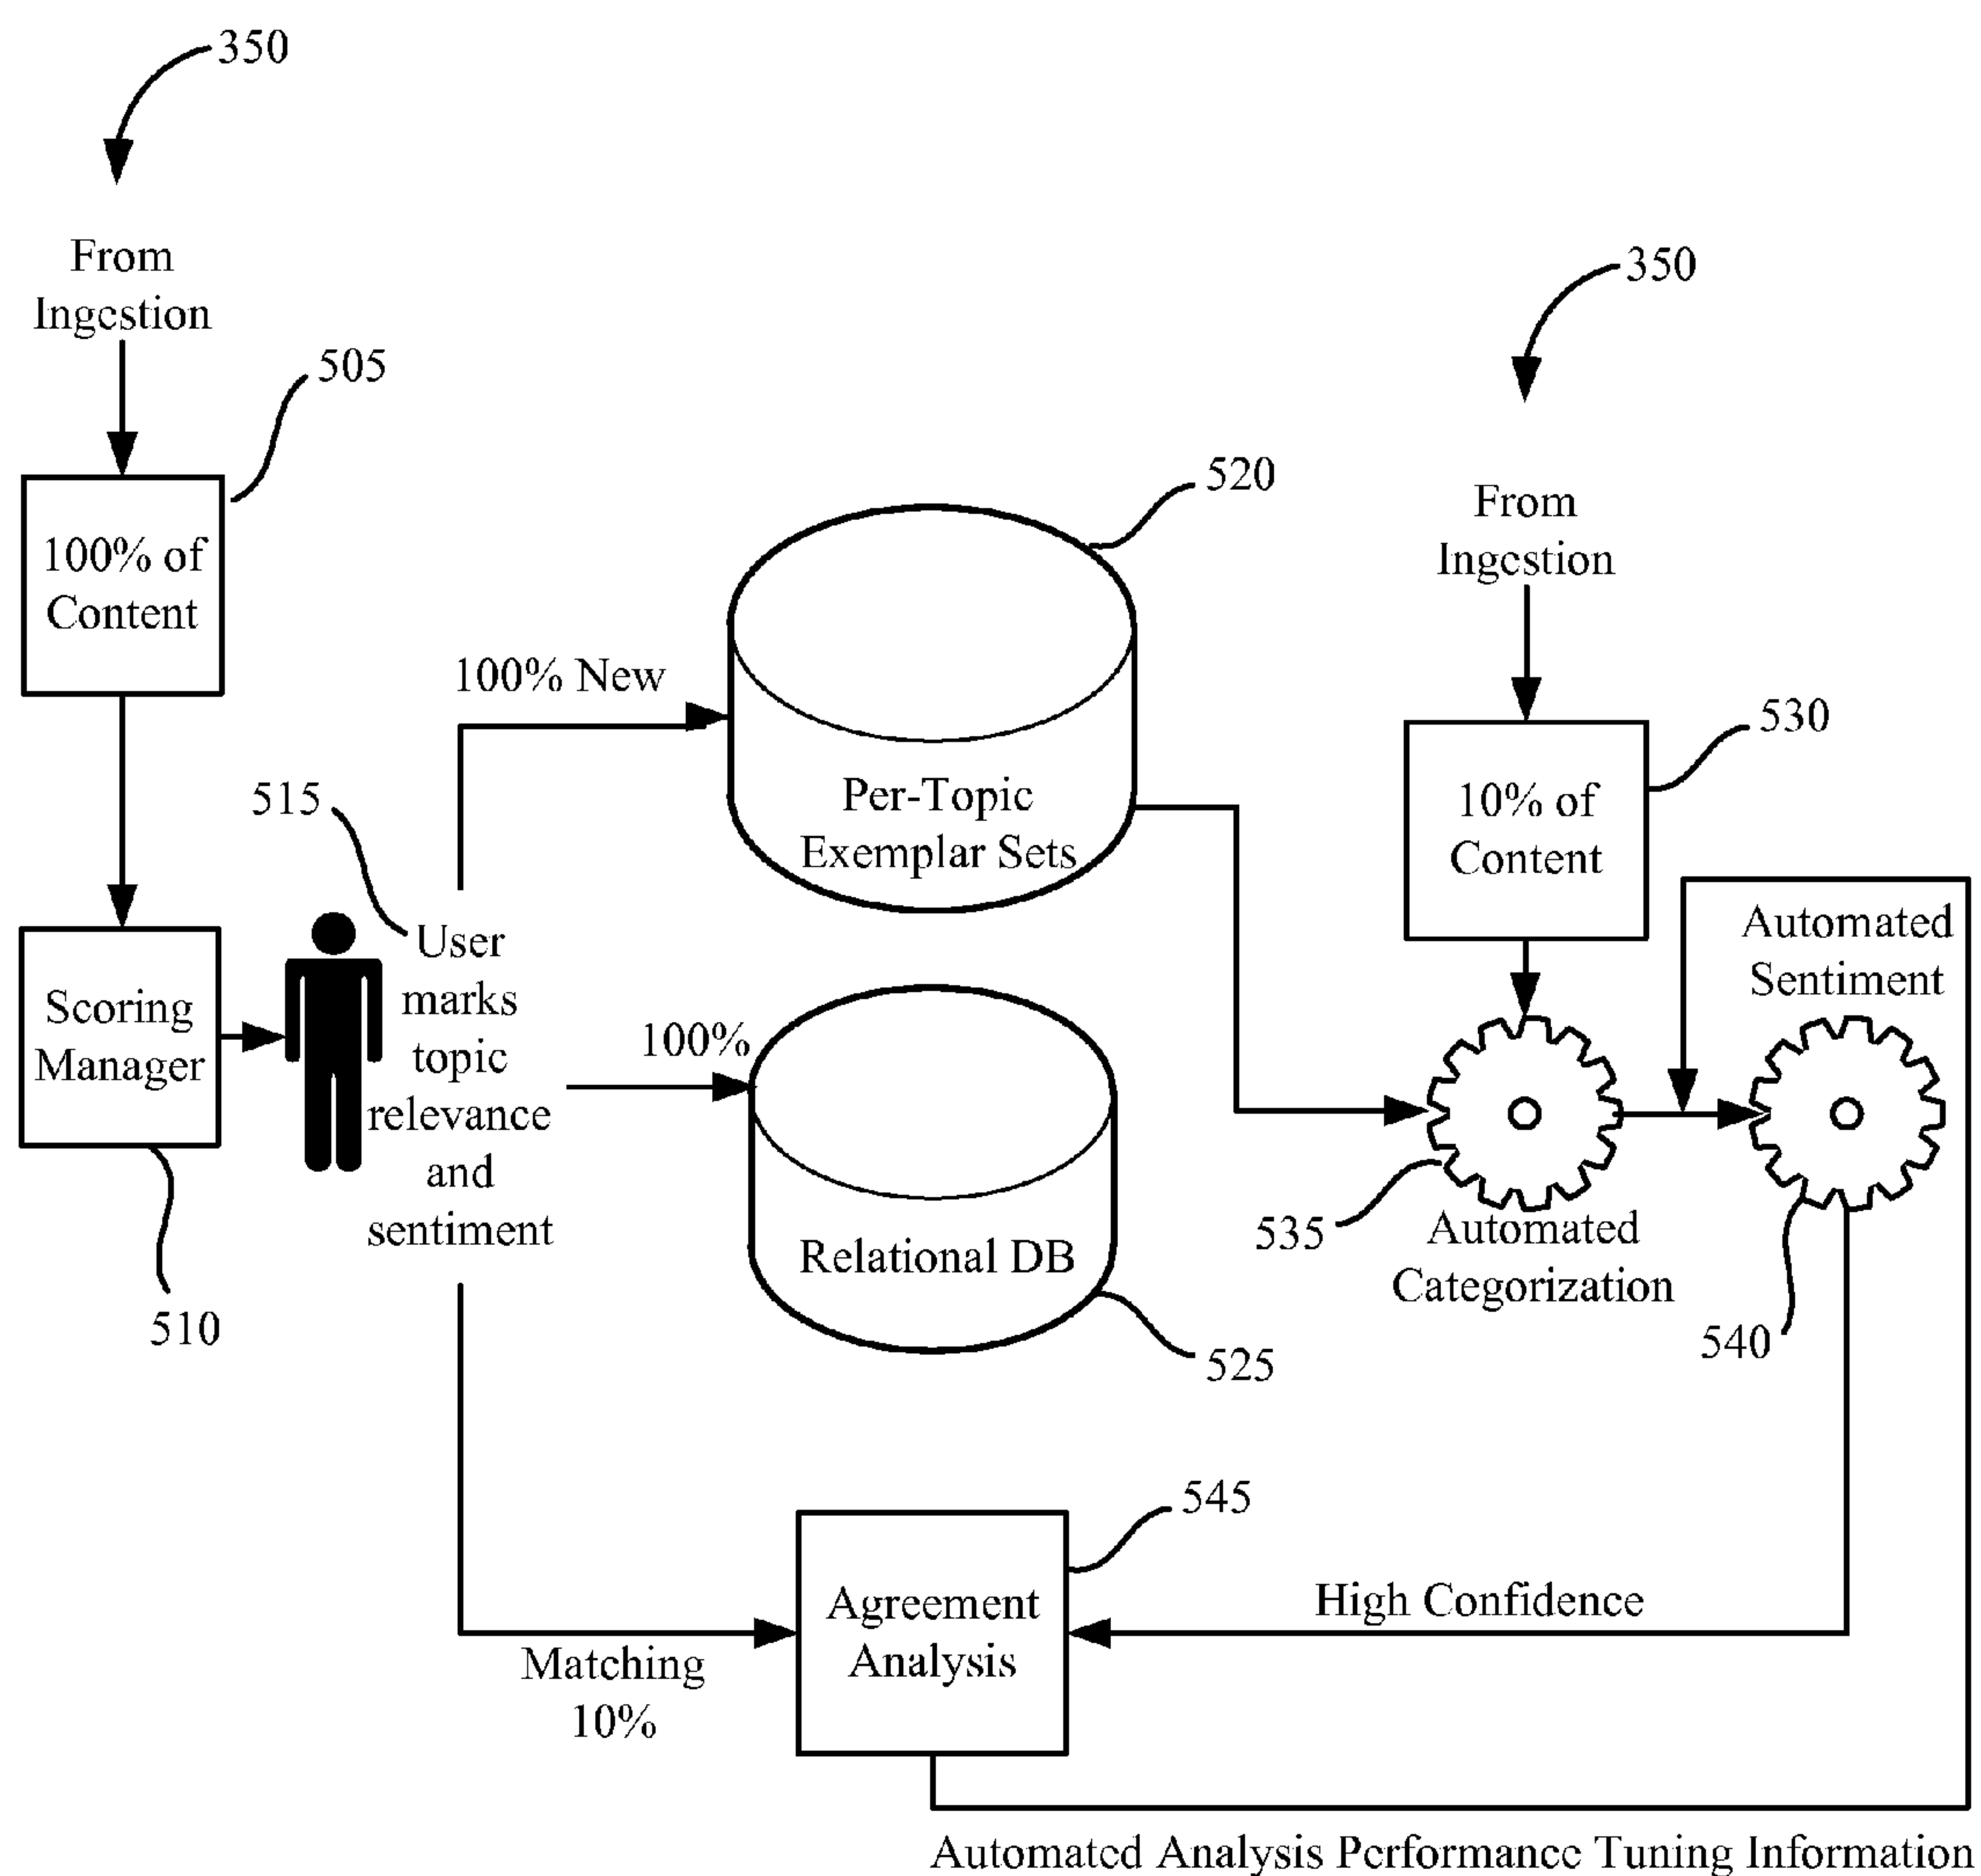 350
From
Ingestion
505
100% of
Content
Scoring
Manager
510
515
User
marks
topic
relevance
and
sentiment
100% New
520
Per-Topic
Exemplar Sets
100%
Relational DB
525
350
From
Ingestion
530
10% of
Content
Automated
Sentiment
535
Automated
Categorization
540
545
Agreement
Analysis
High Confidence
Matching
10%
Automated Analysis Performance Tuning Information